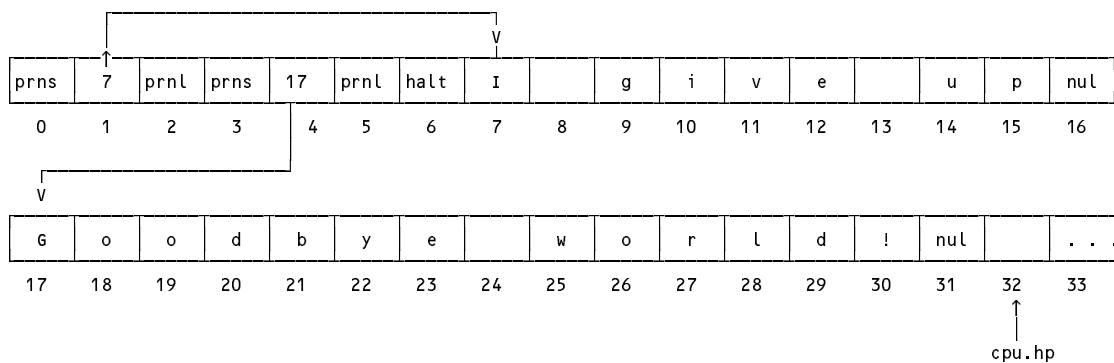 V
prns 7 prnl prns 17 prnl halt I g i v e u p nul
0 1 2 3 4 5 6 7 8 9 10 11 12 13 14 15 16
V
G o o d b y e w o r l d ! nul . . .
17 18 19 20 21 22 23 24 25 26 27 28 29 30 31 32 33
cpu.hp